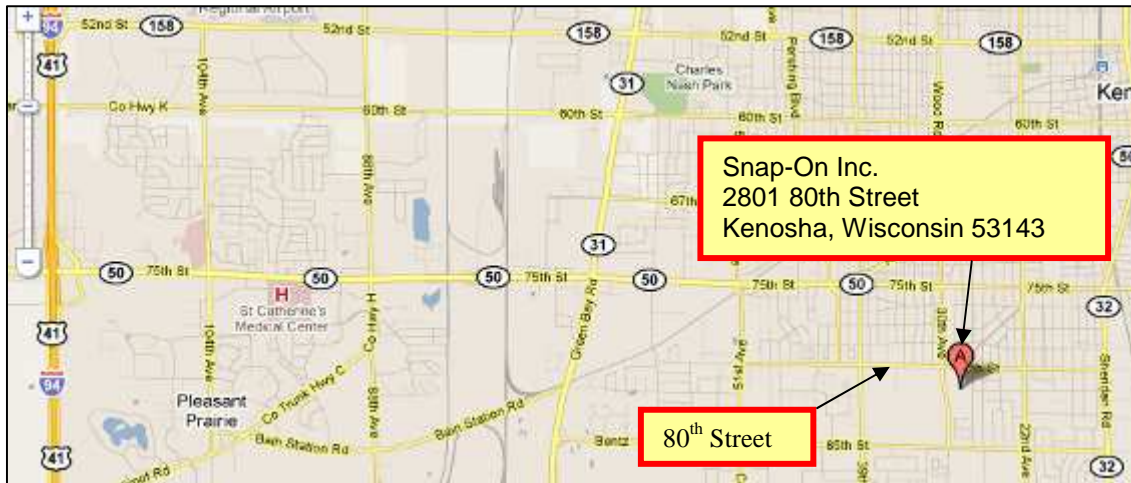 Regional Airport
94
52nd St
158
52nd St
158
52nd St
158
52nd St
158
41
104th Ave
31
Charles
Nash Park
Pershing Blvd
Wood Rd
Co Hwy K
60th St
60th St
60th St
60th St
88th Ave
Snap-On Inc.
2801 80th Street
Kenosha, Wisconsin 53143
67th
31
50
75th St
50
50
50
75th St
50
75th St
75th St
H
St Catherine's
Medical Center
Co Hwy H
Green Bay Rd
32
41
104th Ave
30th Ave
51st Ave
A
Sheridan Rd
94
Pleasant
Prairie
Co Trunk Hwy C
88th Ave
Bain Station Rd
Bain Station Rd
80th Street
Bentz
85th St
39th
22nd Ave
41
32